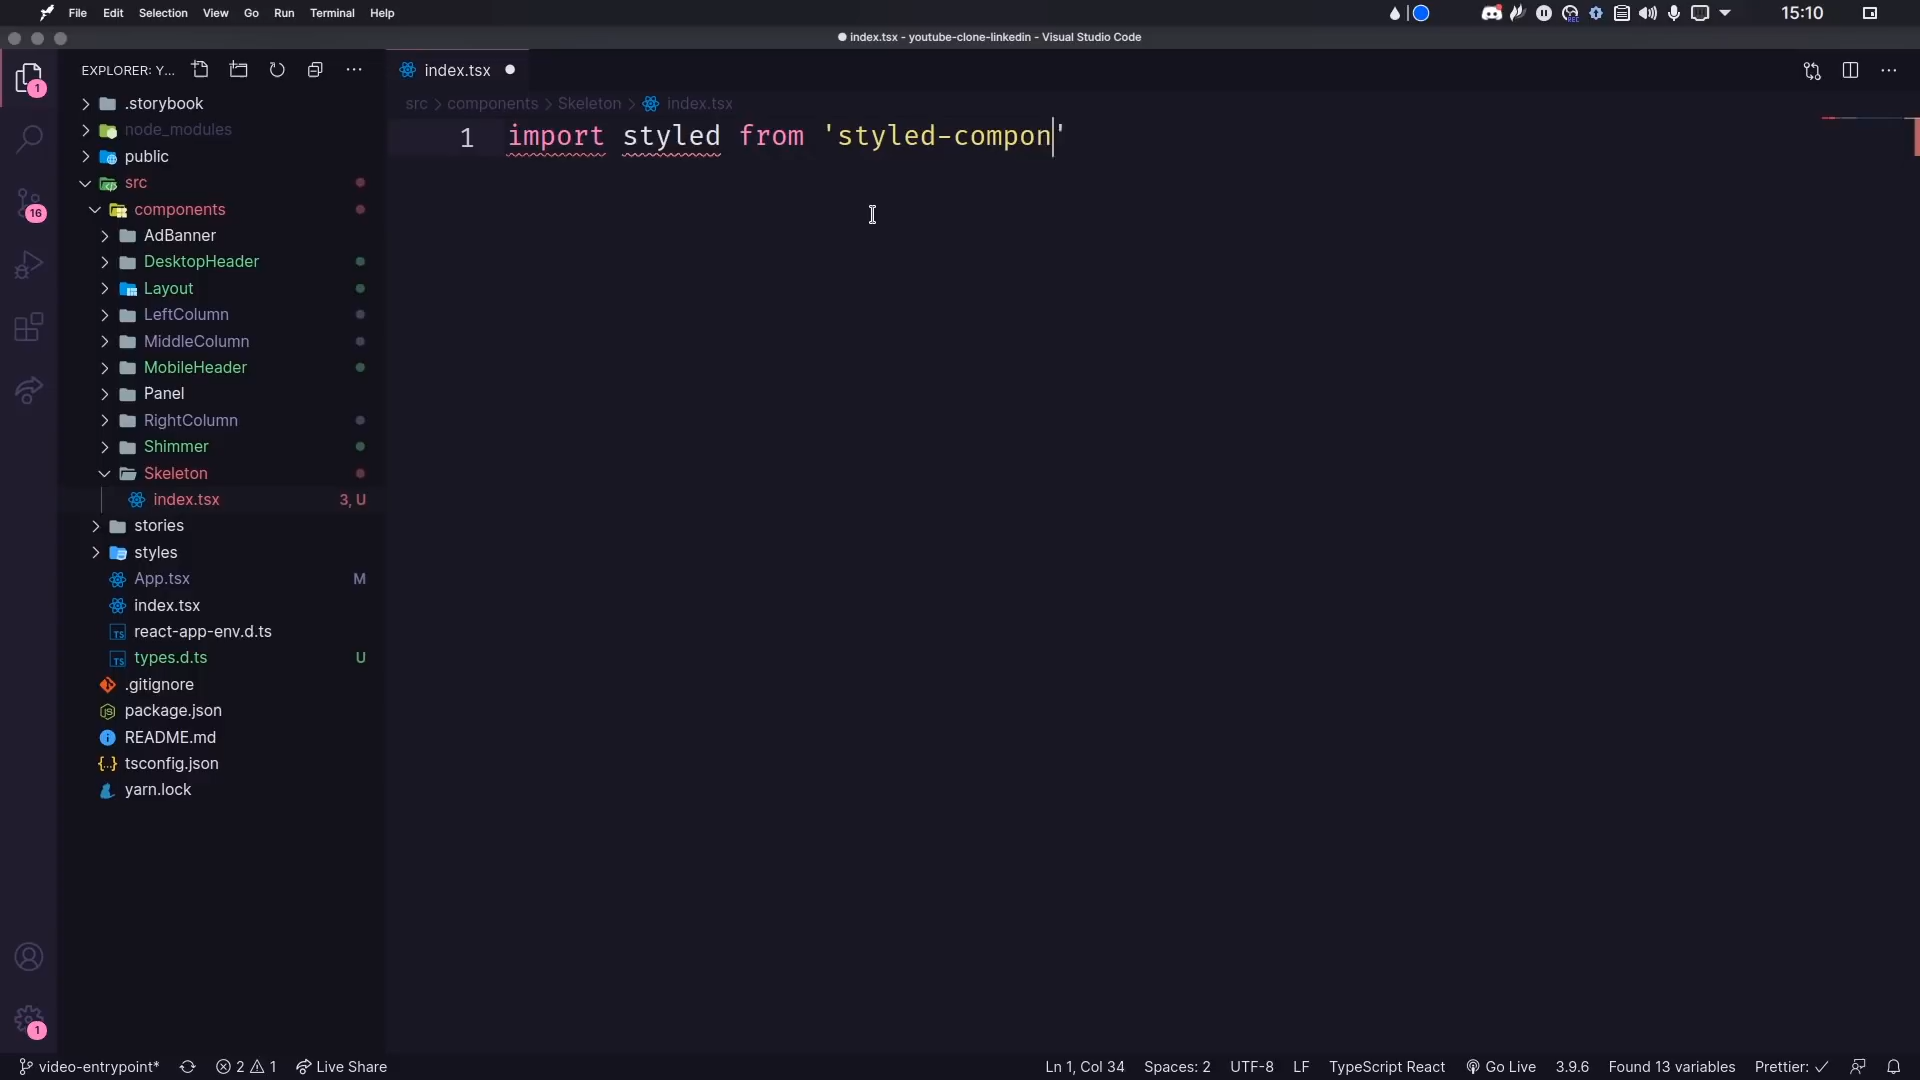 File Edit Selection View Go Run Terminal Help
15:10
index.tsx - youtube-clone-linkedin - Visual Studio Code
EXPLORER: Y...
index.tsx
src > components > Skeleton > index.tsx
1 import styled from 'styled-compon'
1
16
.storybook
node_modules
public
src
components
AdBanner
DesktopHeader
Layout
LeftColumn
MiddleColumn
MobileHeader
Panel
RightColumn
Shimmer
Skeleton
index.tsx 3, U
stories
styles
App.tsx M
index.tsx
react-app-env.d.ts
types.d.ts U
.gitignore
package.json
README.md
tsconfig.json
yarn.lock
1
video-entrypoint* 2 1 Live Share Ln 1, Col 34 Spaces: 2 UTF-8 LF TypeScript React Go Live 3.9.6 Found 13 variables Prettier: ✓